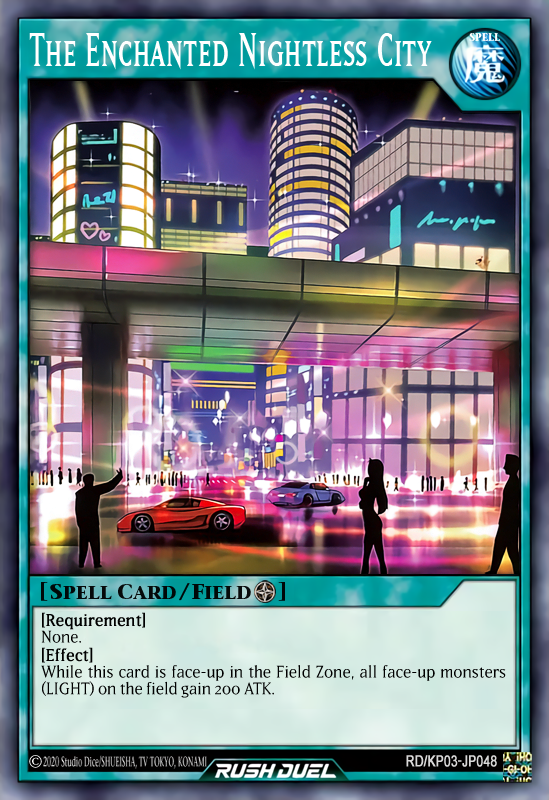 The Enchanted Nightless City
SPELL
魔
[Spell Card/Field]
[Requirement]
None.
[Effect]
While this card is face-up in the Field Zone, all face-up monsters
(LIGHT) on the field gain 200 ATK.
©2020 Studio Dice/SHUEISHA, TV TOKYO, KONAMI
RUSH DUEL
RD/KP03-JP048